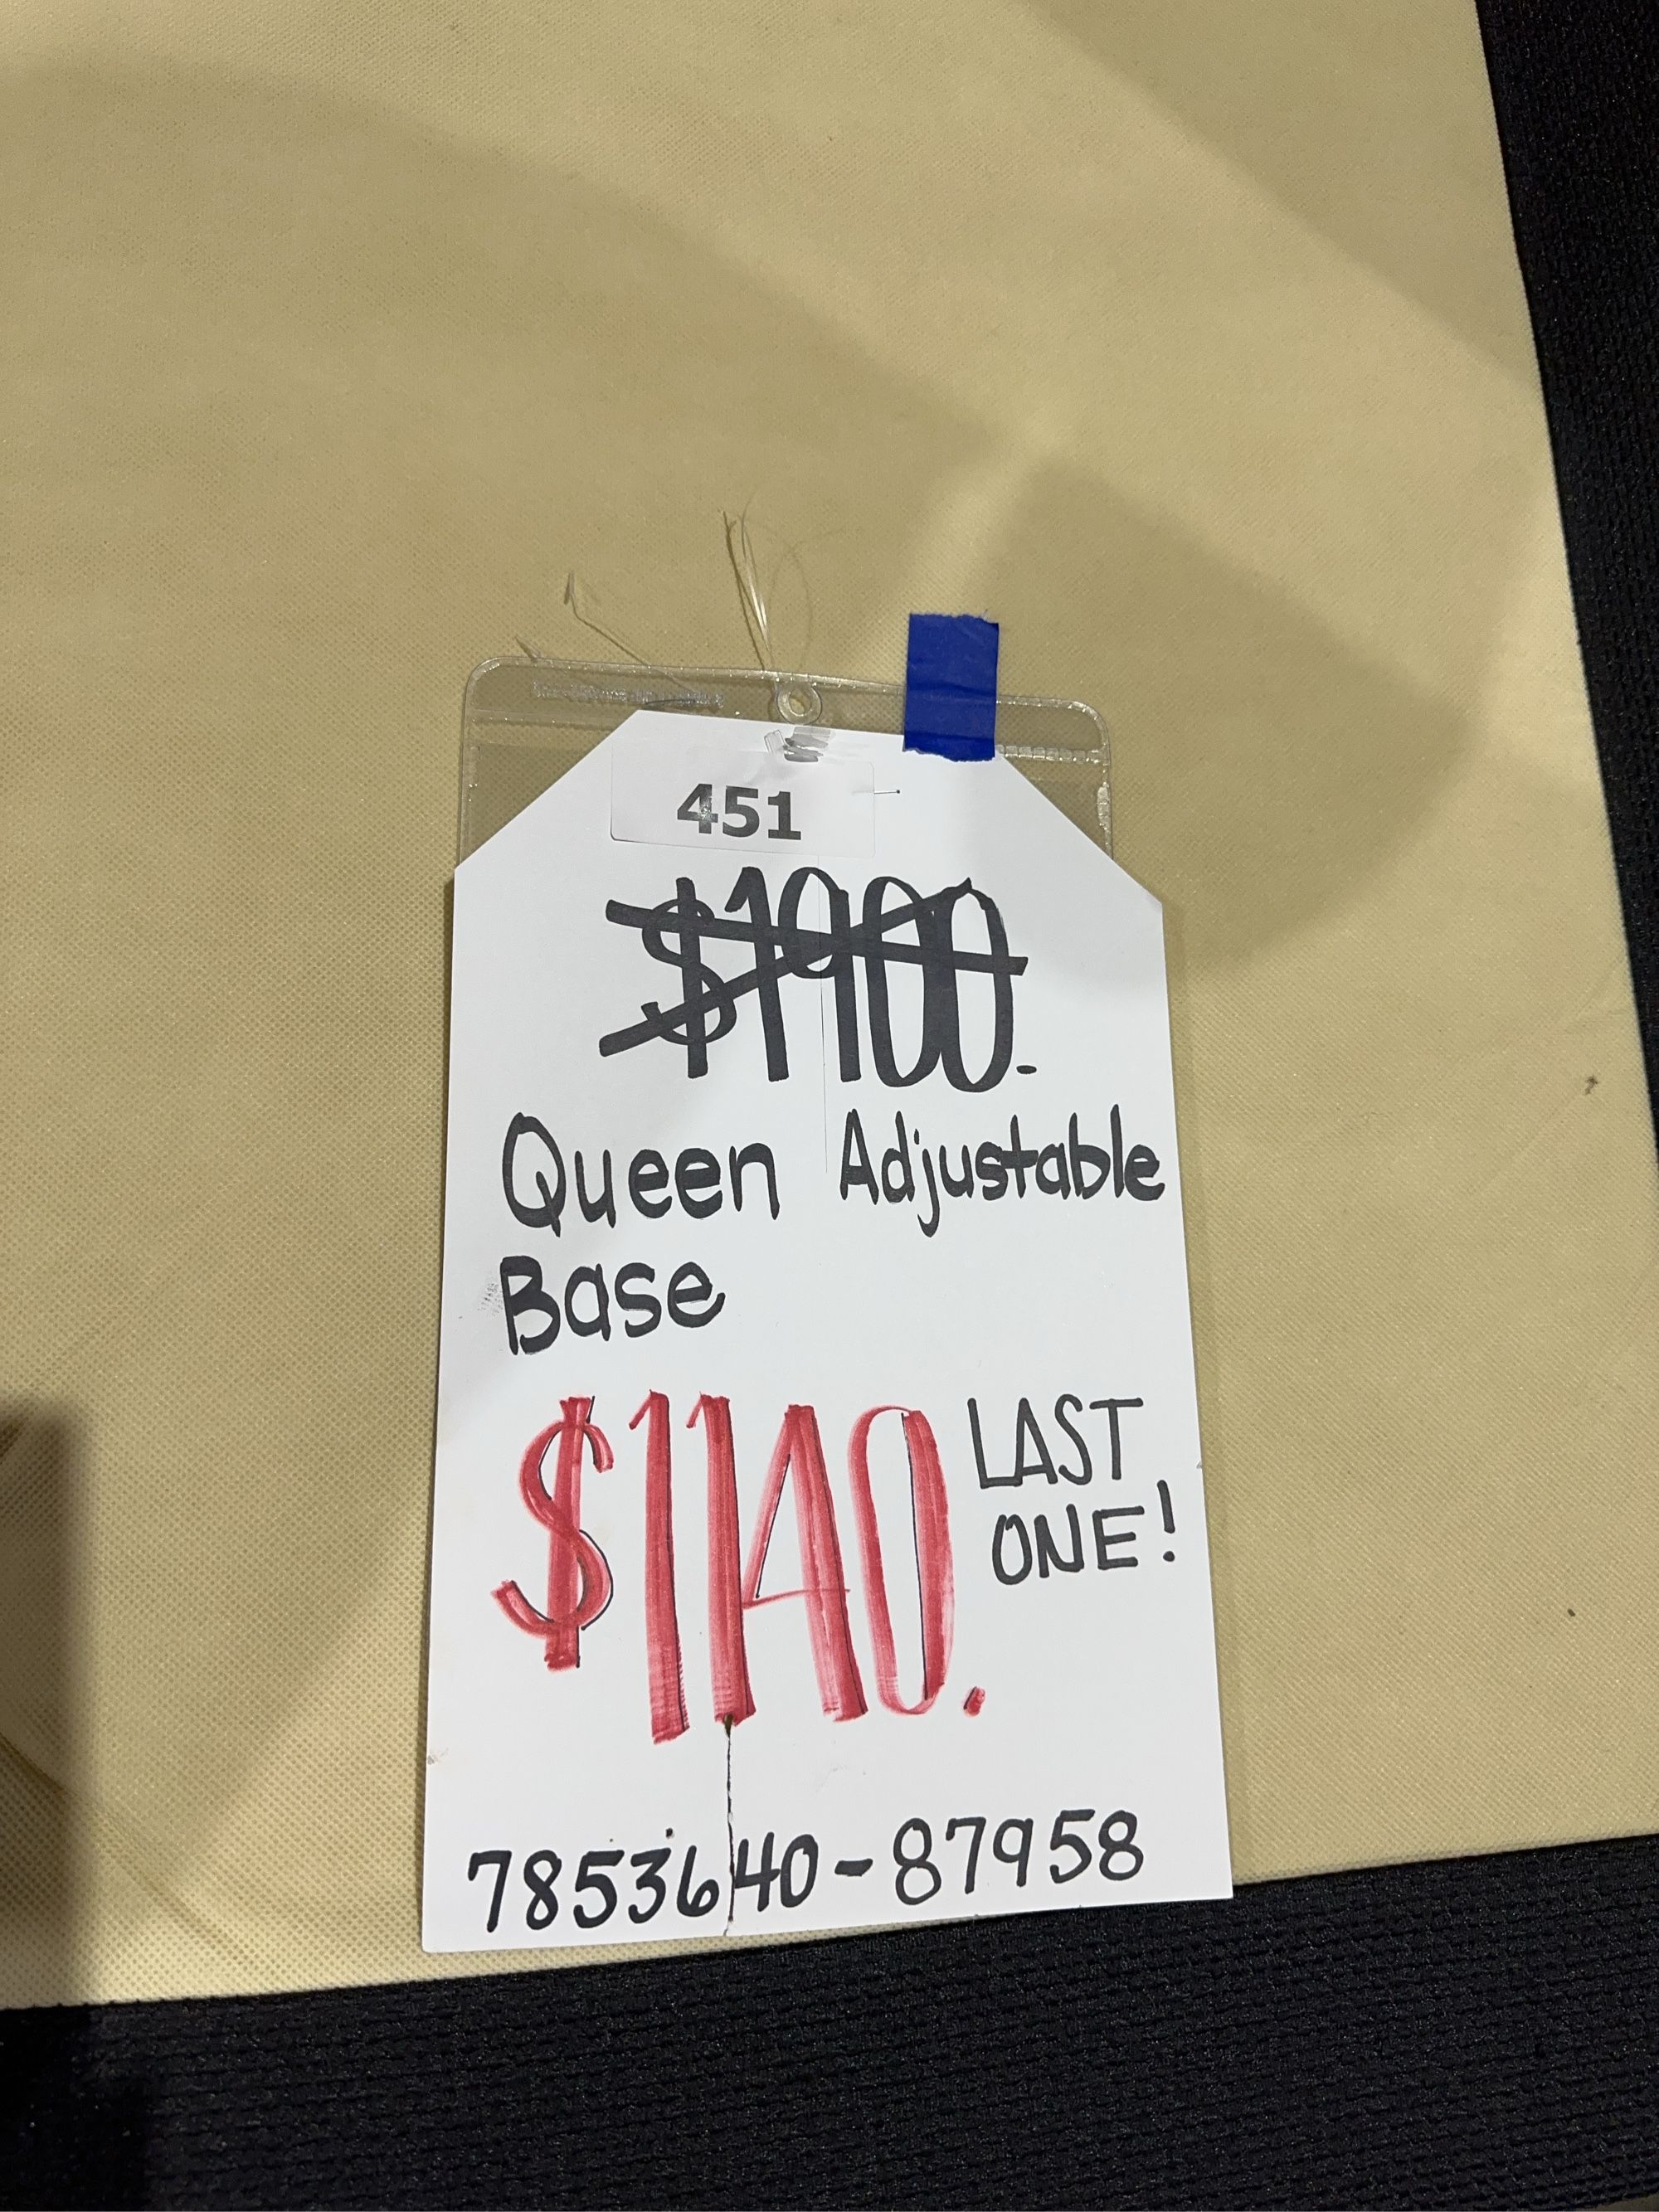 451
$1900.
Queen Adjustable
Base
$1140. LAST
ONE!
7853640-87958